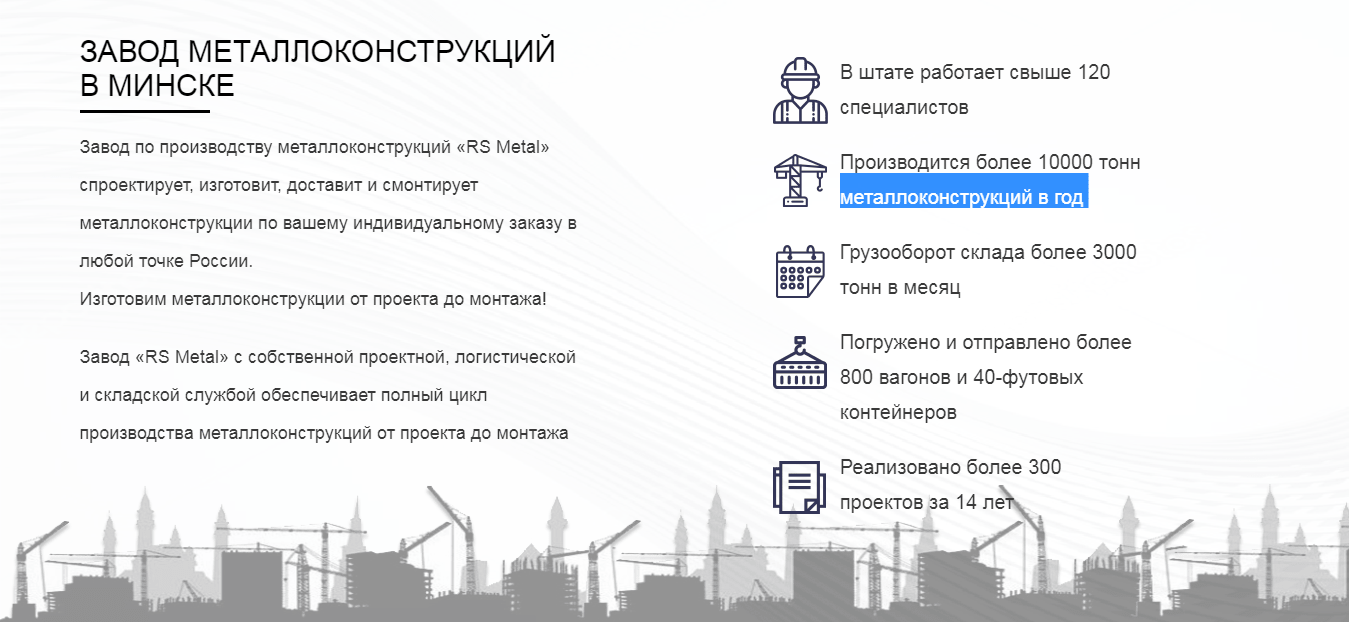 ЗАВОД МЕТАЛЛОКОНСТРУКЦИЙ
В МИНСКЕ
Завод по производству металлоконструкций «RS Metal»
спроектирует, изготовит, доставит и смонтирует
металлоконструкции по вашему индивидуальному заказу в
любой точке России.
Изготовим металлоконструкции от проекта до монтажа!
Завод «RS Metal» с собственной проектной, логистической
и складской службой обеспечивает полный цикл
производства металлоконструкций от проекта до монтажа
В штате работает свыше 120
специалистов
Производится более 10000 тонн
металлоконструкций в год
Грузооборот склада более 3000
тонн в месяц
Погружено и отправлено более
800 вагонов и 40-футовых
контейнеров
Реализовано более 300
проектов за 14 лет